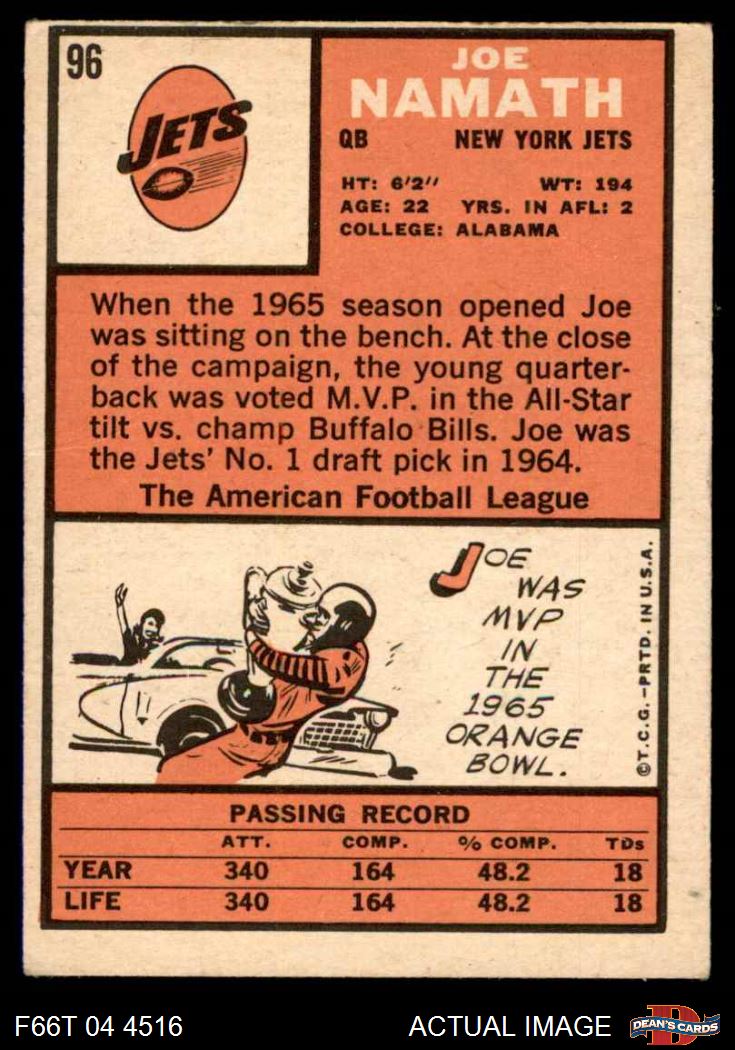 96
JETS
JOE
NAMATH
QB NEW YORK JETS
HT: 6'2" WT: 194
AGE: 22 YRS. IN AFL: 2
COLLEGE: ALABAMA
When the 1965 season opened Joe
was sitting on the bench. At the close
of the campaign, the young quarter-
back was voted M.V.P. in the All-Star
tilt vs. champ Buffalo Bills. Joe was
the Jets' No. 1 draft pick in 1964.
The American Football League
JOE
WAS
MVP
IN
THE
1965
ORANGE
BOWL.
©T.C.G.–PRTD. IN U.S.A.
PASSING RECORD
ATT. COMP. % COMP. TDs
YEAR 340 164 48.2 18
LIFE 340 164 48.2 18
F66T 04 4516
ACTUAL IMAGE
D
DEAN'S CARDS